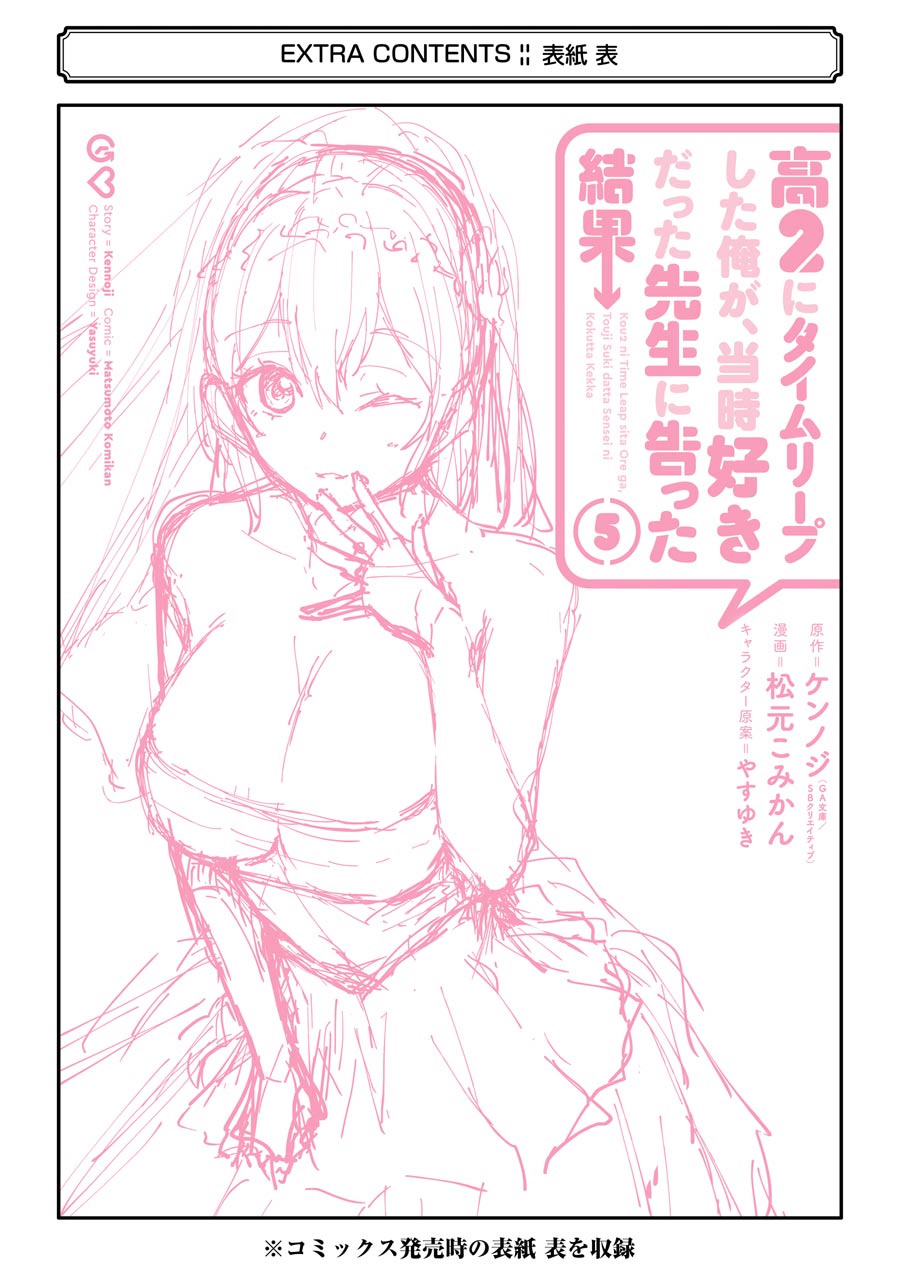 EXTRA CONTENTS :: 表紙 表
高2にタイムリープ
した俺が、当時好き
だった先生に告った
結果
Kou2 ni Time Leap sita Ore ga,
Touji Suki datta Sensei ni
Kokutta Kekka
5
原作=ケンノジ(GA文庫/SBクリエイティブ)
漫画=松元こみかん
キャラクター原案=やすゆき
Story = Kennoji Comic = Matsumoto Komikan
Character Design = Yasuyuki
※コミックス発売時の表紙 表を収録